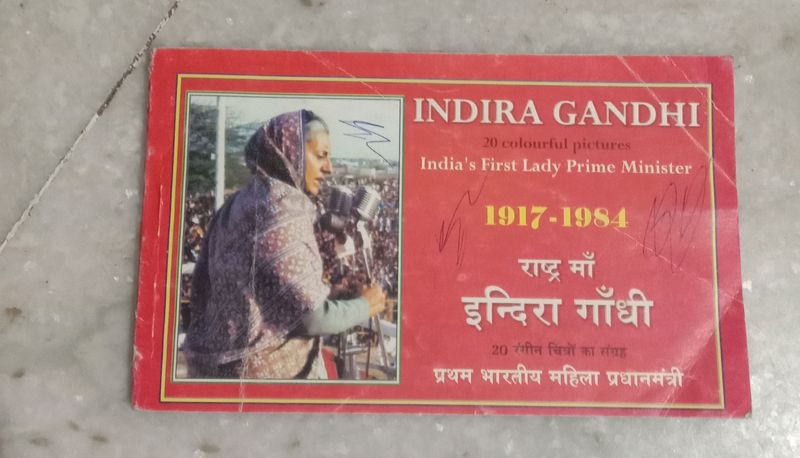 INDIRA GANDHI
20 colourful pictures
India's First Lady Prime Minister
1917-1984
राष्ट्र माँ
इन्दिरा गाँधी
20 रंगीन चित्रों का संग्रह
प्रथम भारतीय महिला प्रधानमंत्री